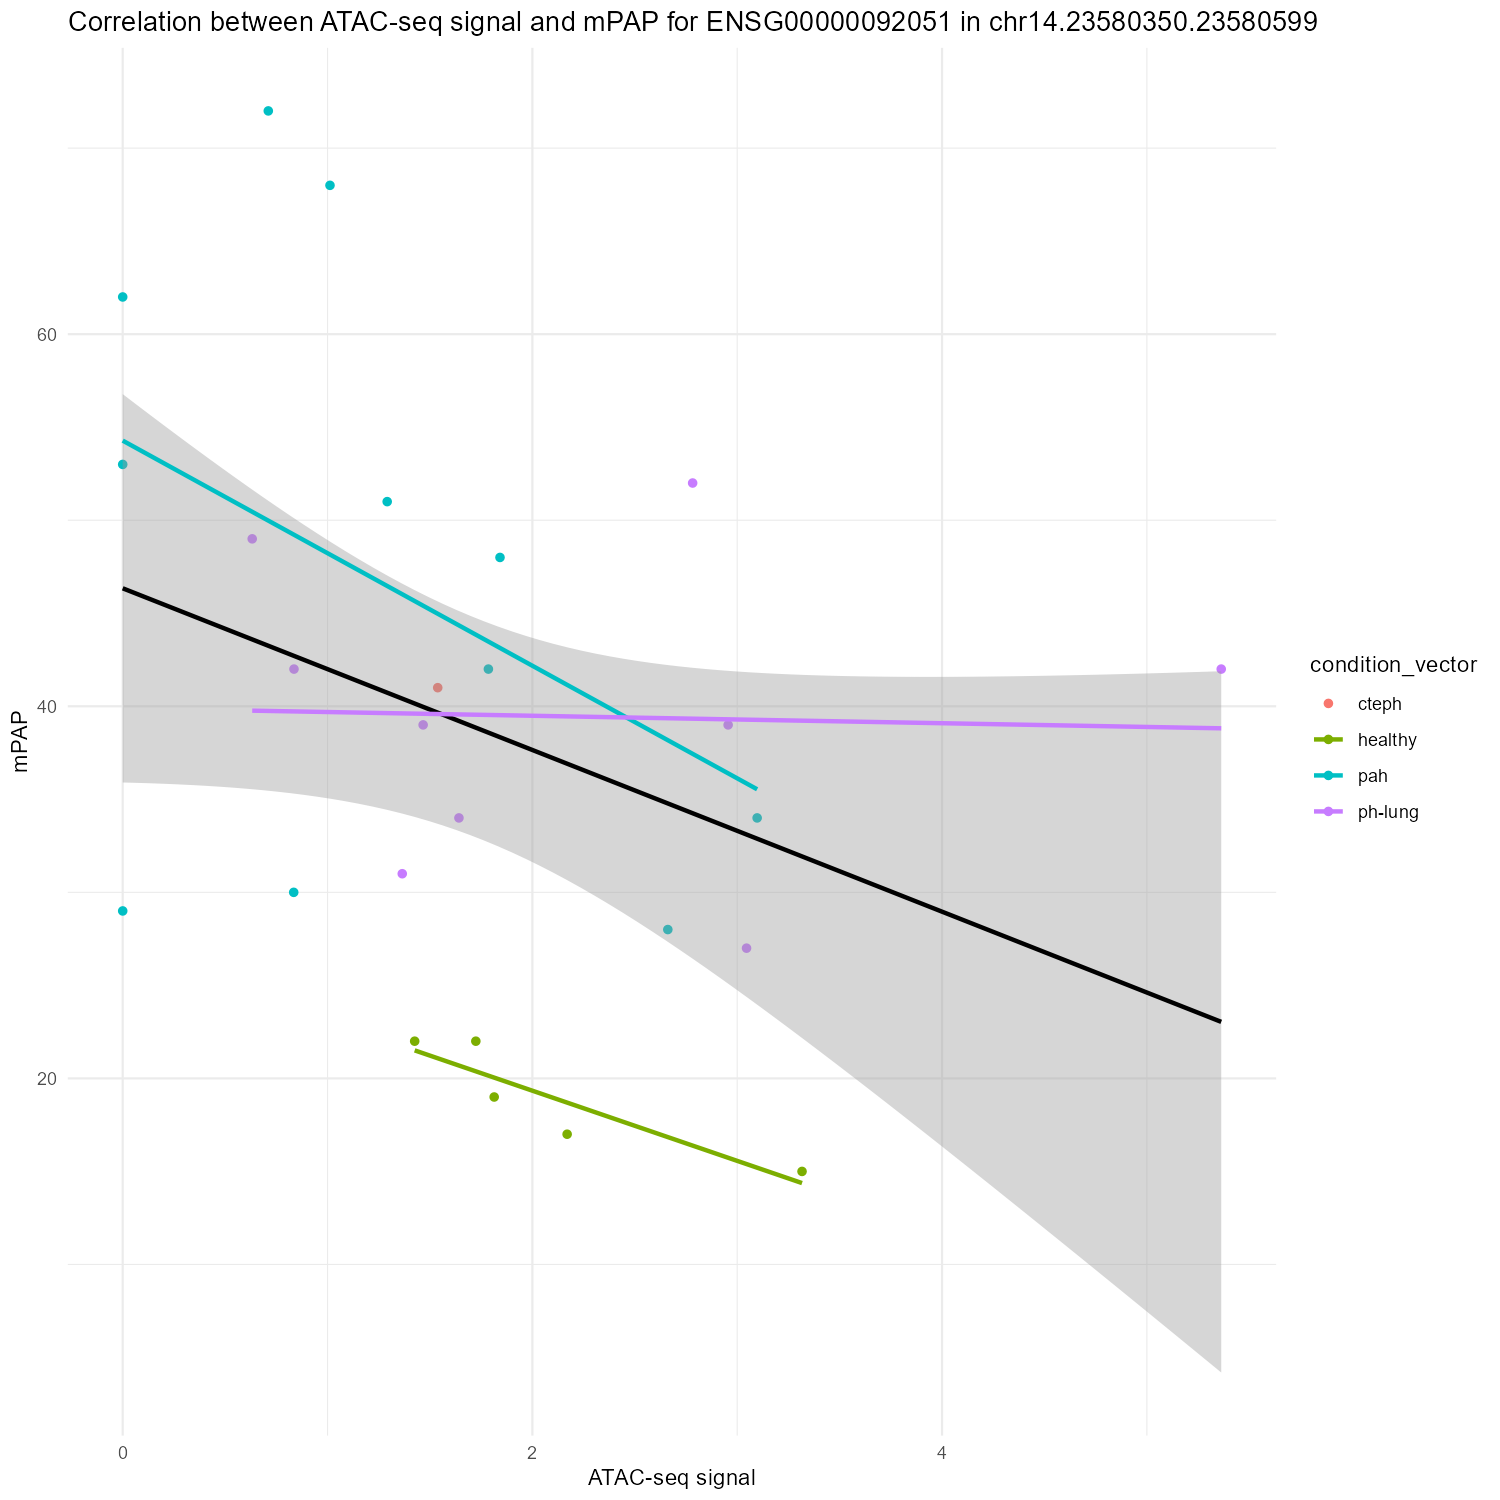 Correlation between ATAC-seq signal and mPAP for ENSG00000092051 in chr14.23580350.23580599
60
40
20
mPAP
0
2
4
ATAC-seq signal
condition_vector
cteph
healthy
pah
ph-lung